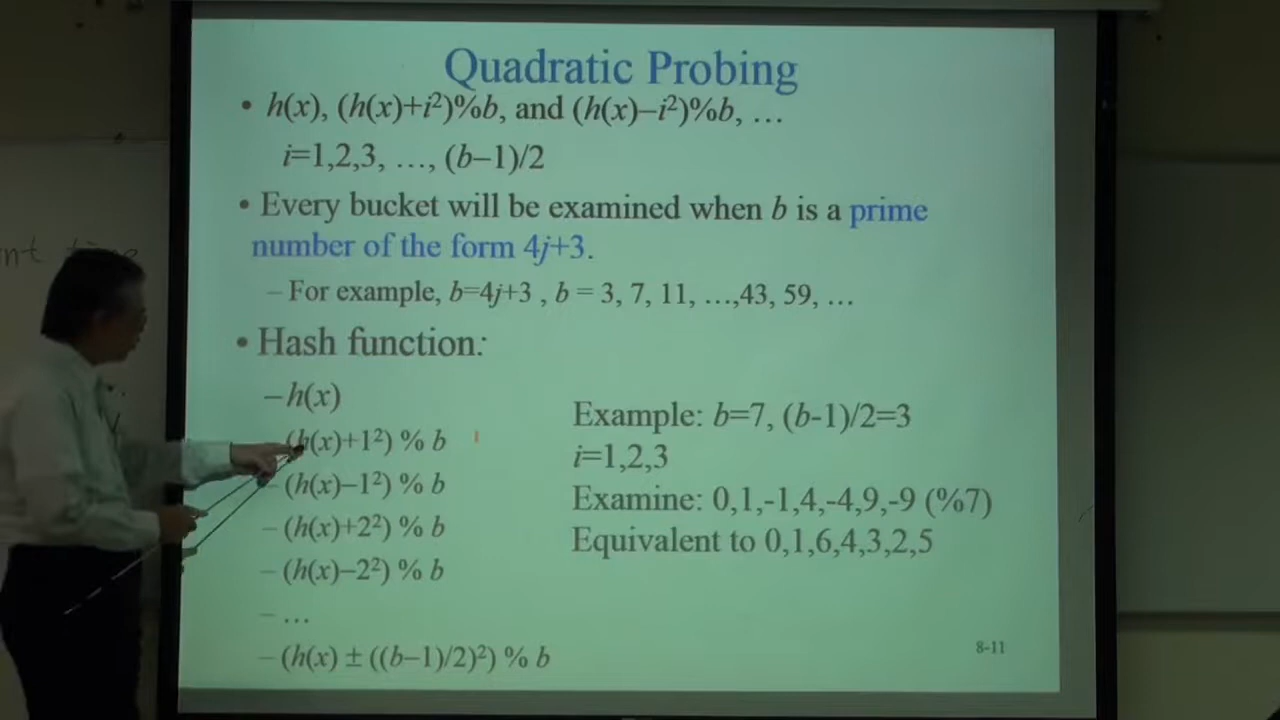 Quadratic Probing
• h(x), (h(x)+i²)%b, and (h(x)–i²)%b, …
i=1,2,3, …, (b–1)/2
• Every bucket will be examined when b is a prime
number of the form 4j+3.
– For example, b=4j+3 , b = 3, 7, 11, …,43, 59, …
• Hash function:
– h(x)
(h(x)+1²) % b
– (h(x)–1²) % b
– (h(x)+2²) % b
– (h(x)–2²) % b
– …
– (h(x) ± ((b–1)/2)²) % b
Example: b=7, (b-1)/2=3
i=1,2,3
Examine: 0,1,-1,4,-4,9,-9 (%7)
Equivalent to 0,1,6,4,3,2,5
8-11